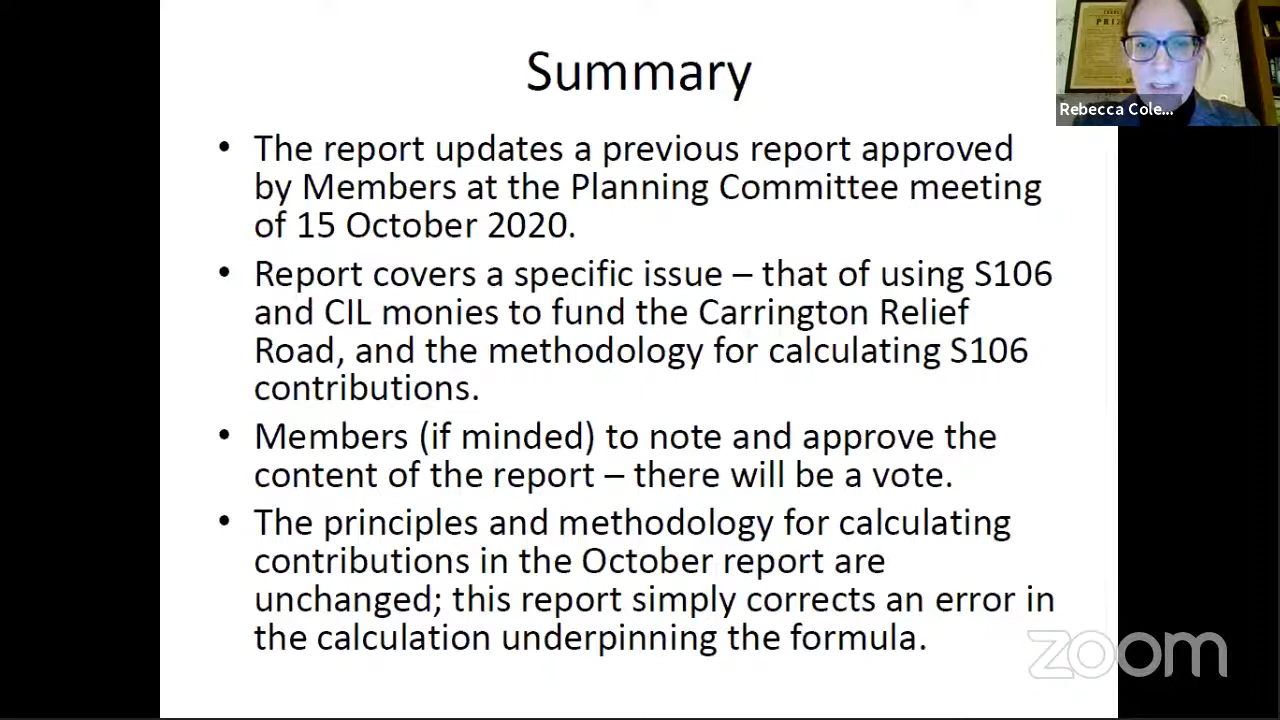 Summary
• The report updates a previous report approved
by Members at the Planning Committee meeting
of 15 October 2020.
• Report covers a specific issue – that of using S106
and CIL monies to fund the Carrington Relief
Road, and the methodology for calculating S106
contributions.
• Members (if minded) to note and approve the
content of the report – there will be a vote.
• The principles and methodology for calculating
contributions in the October report are
unchanged; this report simply corrects an error in
the calculation underpinning the formula.
Rebecca Cole...
zoom